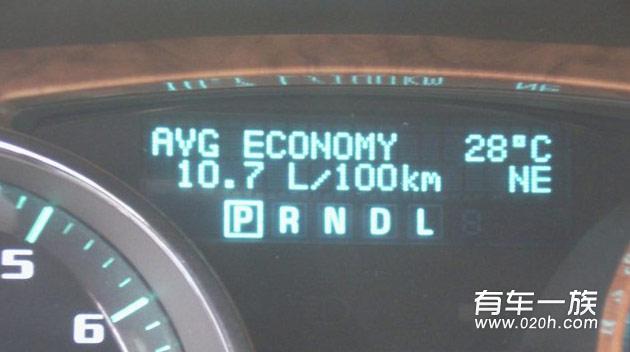 AVG ECONOMY 28°C
10.7 L/100km NE
P R N D L
5
6
有车一族
www.020h.com